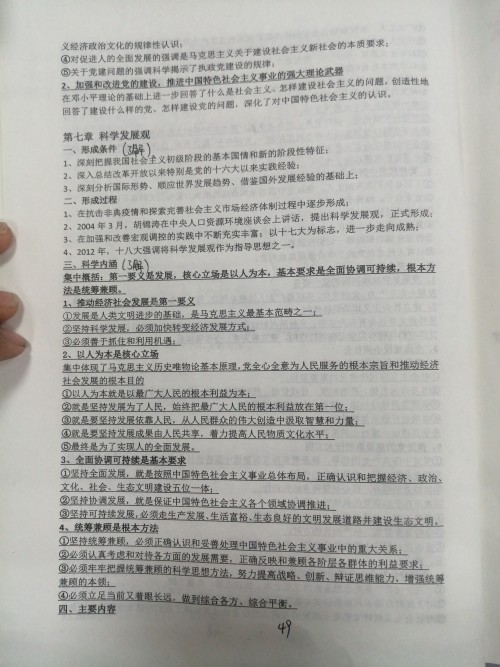 义经济政治文化的规律性认识;
④对促进人的全面发展的强调是马克思主义关于建设社会主义新社会的本质要求;
⑤关于党建问题的强调科学揭示了执政党建设的规律;
2、加强和改进党的建设，推进中国特色社会主义事业的强大理论武器
在邓小平理论的基础上进一步回答了什么是社会主义、怎样建设社会主义的问题，创造性地
回答了建设什么样的党、怎样建设党的问题，深化了对中国特色社会主义的认识。
第七章 科学发展观
一、形成条件（了解）
1、深刻把握我国社会主义初级阶段的基本国情和新的阶段性特征;
2、深入总结改革开放以来特别是党的十六大以来实践经验;
3、深刻分析国际形势、顺应世界发展趋势、借鉴国外发展经验的基础上;
二、形成过程
1、在抗击非典疫情和探索完善社会主义市场经济体制过程中逐步形成;
2、2004 年 3 月，胡锦涛在中央人口资源环境座谈会上讲话，提出科学发展观，正式形成;
3、在加强和改善宏观调控的实践中不断充实丰富；以十七大为标志，进一步走向成熟;
4、2012 年，十八大强调将科学发展观作为指导思想之一。
三、科学内涵（了解）
集中概括：第一要义是发展，核心立场是以人为本，基本要求是全面协调可持续，根本方
法是统筹兼顾。
1、推动经济社会发展是第一要义
①发展是人类文明进步的基础，是马克思主义最基本范畴之一;
②坚持科学发展，必须加快转变经济发展方式;
③必须善于抓住和利用机遇;
2、以人为本是核心立场
集中体现了马克思主义历史唯物论基本原理，党全心全意为人民服务的根本宗旨和推动经济
社会发展的根本目的
①以人为本就是以最广大人民的根本利益为本;
②就是坚持发展为了人民，始终把最广大人民的根本利益放在第一位;
③就是要坚持发展依靠人民，从人民群众的伟大创造中汲取智慧和力量;
④就是要坚持发展成果由人民共享，着力提高人民物质文化水平;
⑤最终是为了实现人的全面发展。
3、全面协调可持续是基本要求
①坚持全面发展，就是按照中国特色社会主义事业总体布局，正确认识和把握经济、政治、
文化、社会、生态文明建设五位一体;
②坚持协调发展，就是保证中国特色社会主义各个领域协调推进;
③坚持可持续发展,必须走生产发展、生活富裕、生态良好的文明发展道路并建设生态文明。
4、统筹兼顾是根本方法
①坚持统筹兼顾，必须正确认识和妥善处理中国特色社会主义事业中的重大关系;
②必须认真考虑和对待各方面的发展需要，正确反映和兼顾各阶层各群体的利益要求;
③必须牢牢把握统筹兼顾的科学思想方法，努力提高战略、创新、辩证思维能力、增强统筹
兼顾的本领;
④必须立足当前又着眼长远，做到综合各方、综合平衡。
四、主要内容
49